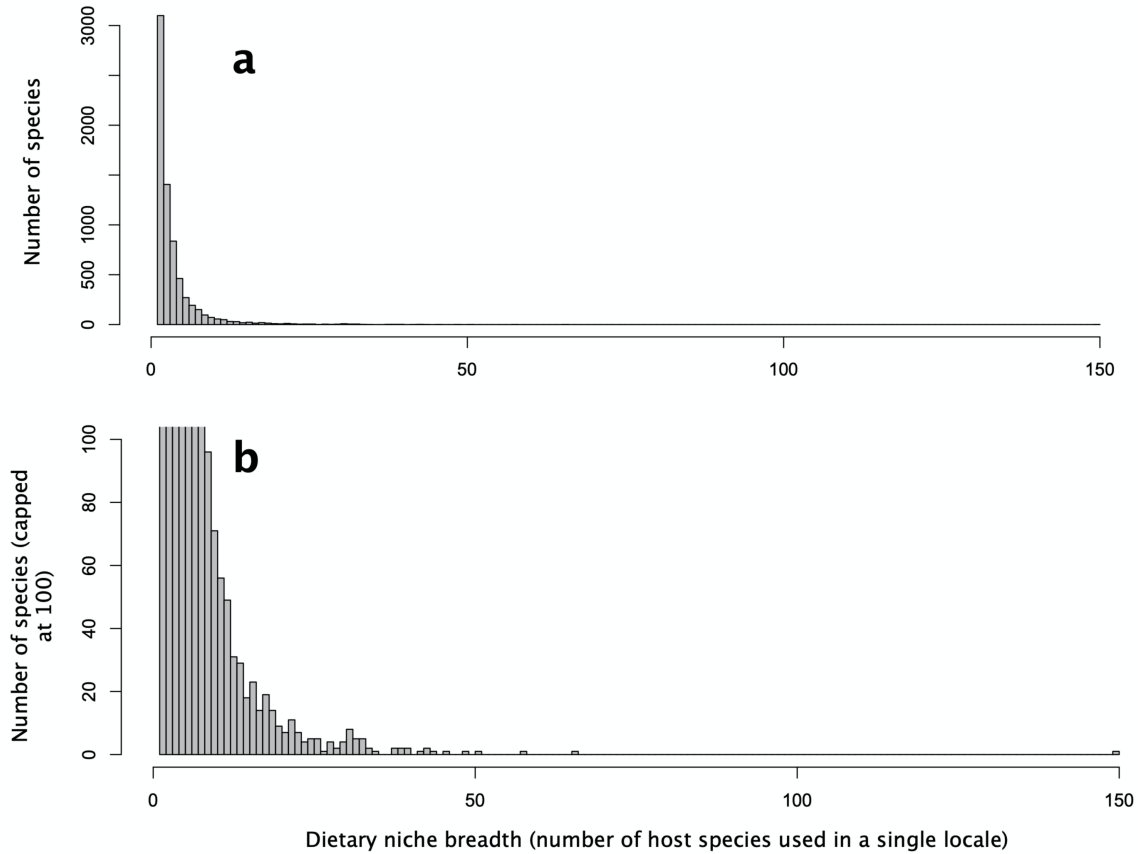 a
Number of species
3000
2000
1000
500
0
0 50 100 150
b
Number of species (capped
at 100)
100
80
60
40
20
0
0 50 100 150
Dietary niche breadth (number of host species used in a single locale)